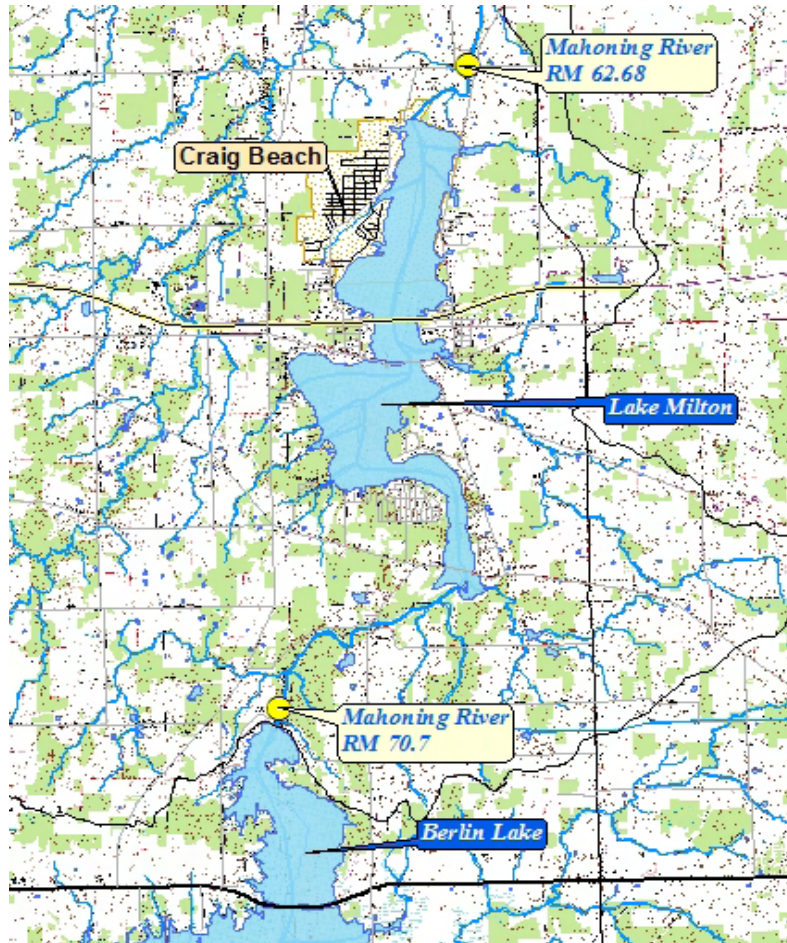 Mahoning River
RM 62.68
Craig Beach
Lake Milton
Mahoning River
RM 70.7
Berlin Lake